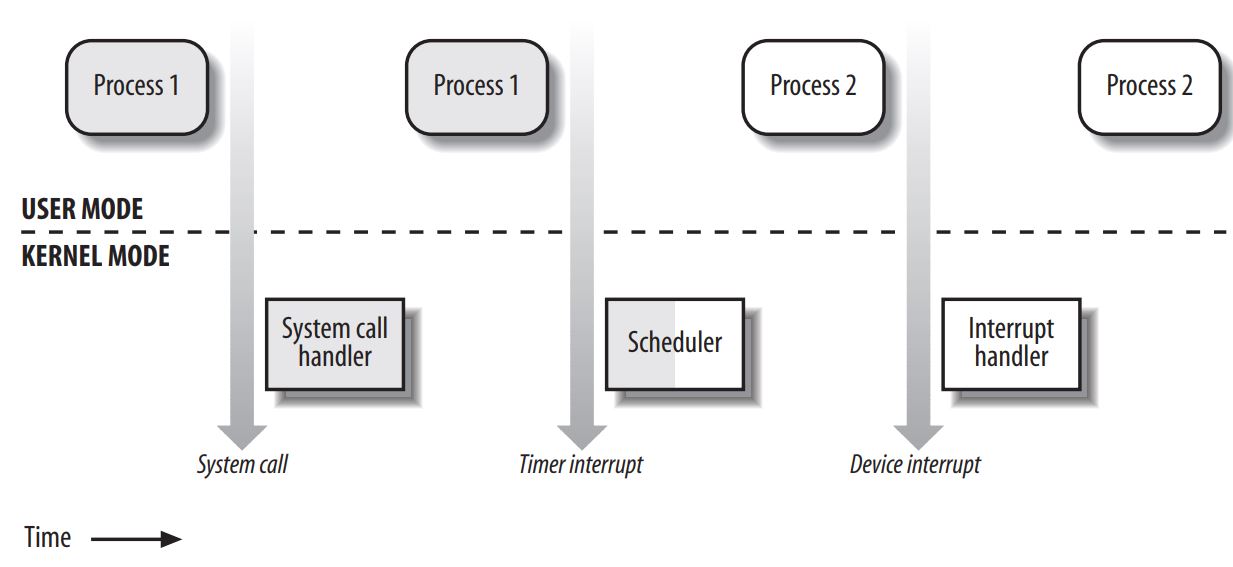 Process 1
Process 1
Process 2
Process 2
USER MODE
KERNEL MODE
System call
handler
Scheduler
Interrupt
handler
System call
Timer interrupt
Device interrupt
Time